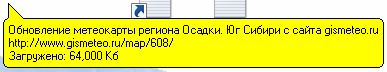 Обновление метеокарты региона Осадки. Юг Сибири с сайта gismeteo.ru
http://www.gismeteo.ru/map/608/
Загружено: 64,000 Кб